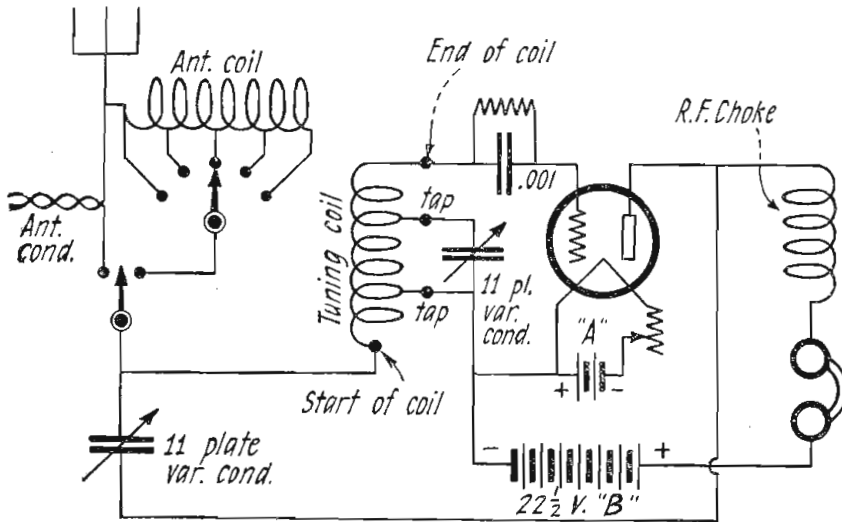 Ant. coil
End of coil
R.F. Choke
.001
tap
Ant.
cond.
Tuning coil
11 pl.
var.
cond.
tap
"A"
+ -
Start of coil
11 plate
var. cond.
- +
22½ V. "B"